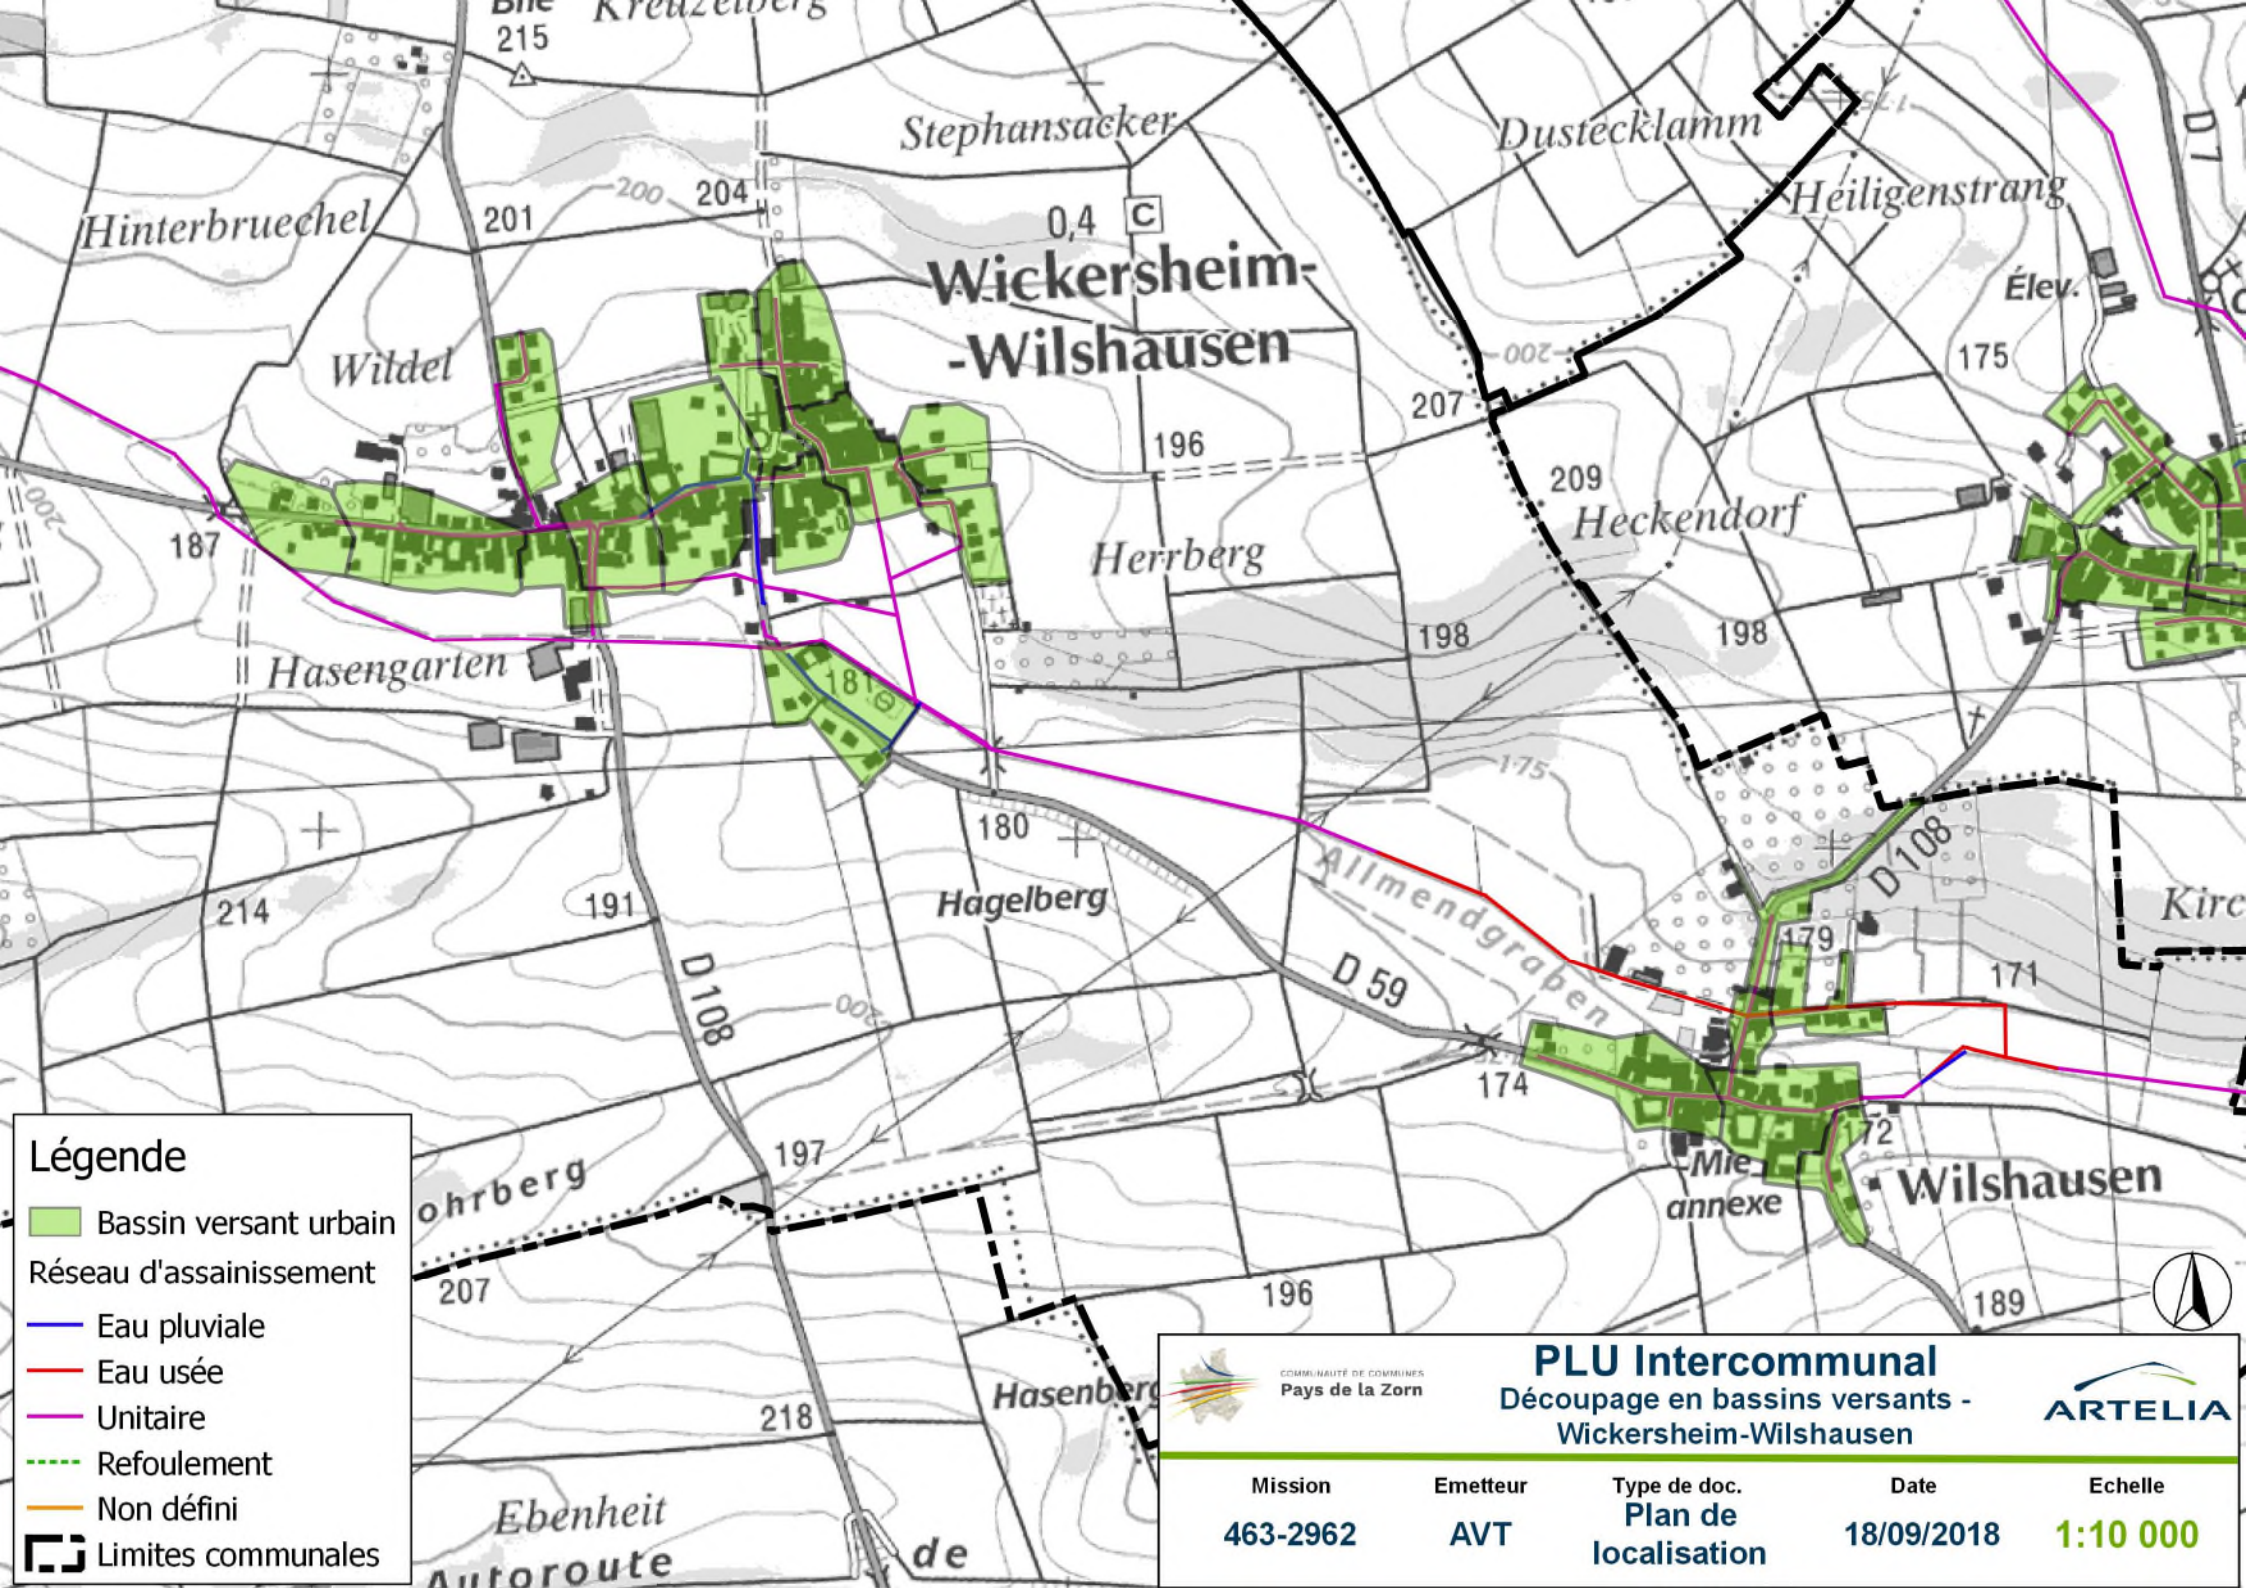 215
Stephansacker
Dustecklamm
175
D 7
Hinterbruechel
201
200
204
0,4
C
Heiligenstrang
Wickersheim-
-Wilshausen
Élev.
Wildel
200
175
207
196
209
Heckendorf
200
187
Herrberg
198
198
Hasengarten
181
175
180
D 108
Allmendgraben
191
Hagelberg
214
Kirc
179
D 108
200
D 59
171
174
172
Mie
annexe
Wilshausen
197
ohrberg
207
196
189
218
Hasenberg
Ebenheit
Autoroute
de
Légende
Bassin versant urbain
Réseau d'assainissement
Eau pluviale
Eau usée
Unitaire
Refoulement
Non défini
Limites communales
COMMUNAUTÉ DE COMMUNES
Pays de la Zorn
PLU Intercommunal
Découpage en bassins versants -
Wickersheim-Wilshausen
ARTELIA
Mission Emetteur Type de doc. Date Echelle
463-2962 AVT Plan de localisation 18/09/2018 1:10 000